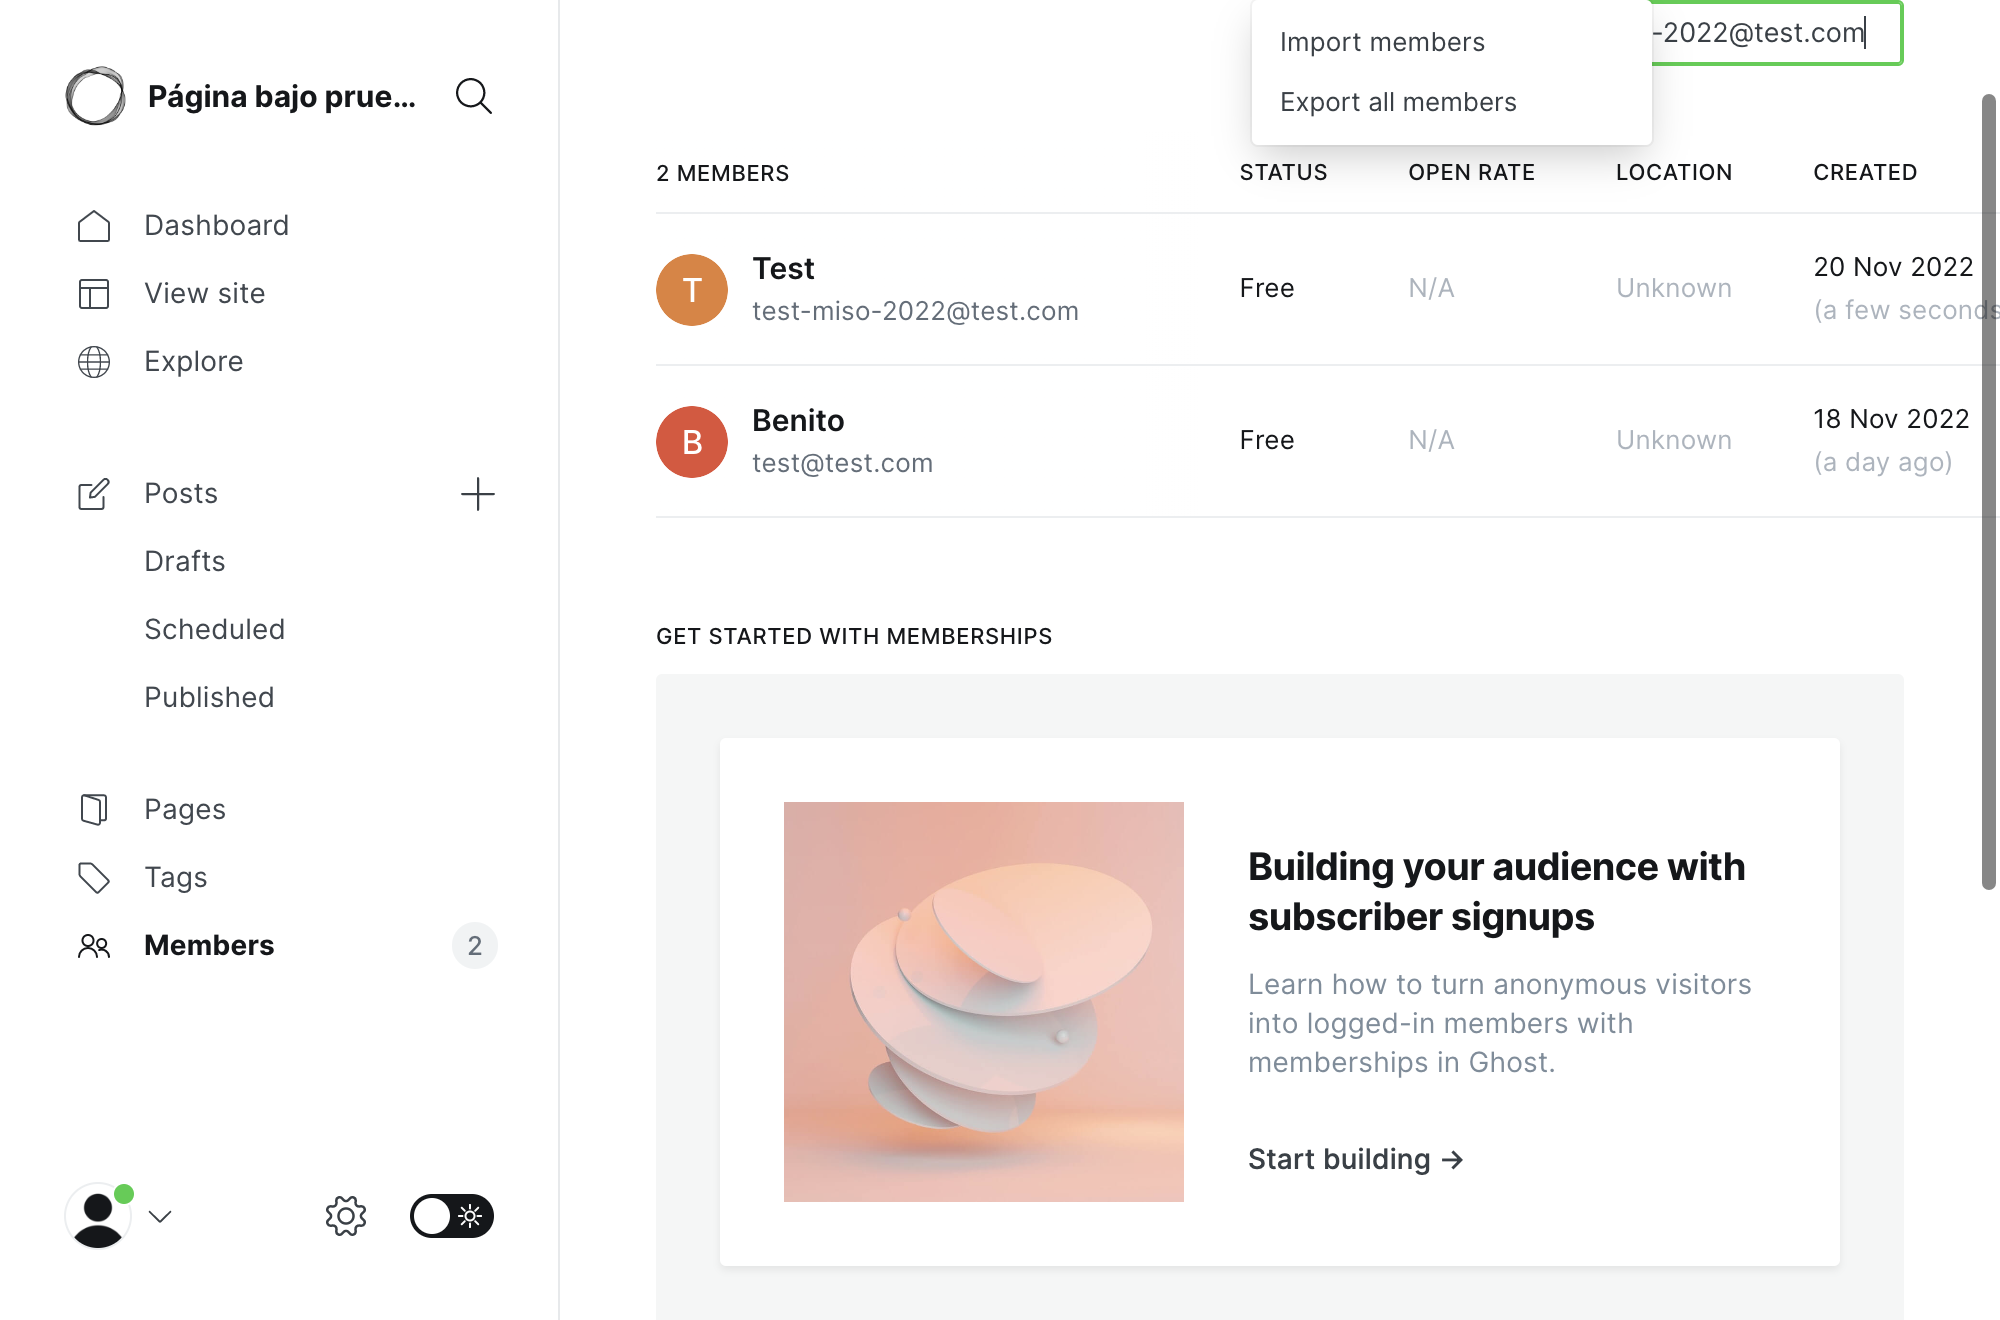 Página bajo prue...
Dashboard
View site
Explore
Posts
Drafts
Scheduled
Published
Pages
Tags
Members 2
Import members
Export all members
-2022@test.com
2 MEMBERS STATUS OPEN RATE LOCATION CREATED
T
Test
test-miso-2022@test.com
Free N/A Unknown
20 Nov 2022
(a few seconds
B
Benito
test@test.com
Free N/A Unknown
18 Nov 2022
(a day ago)
GET STARTED WITH MEMBERSHIPS
Building your audience with
subscriber signups
Learn how to turn anonymous visitors
into logged-in members with
memberships in Ghost.
Start building →